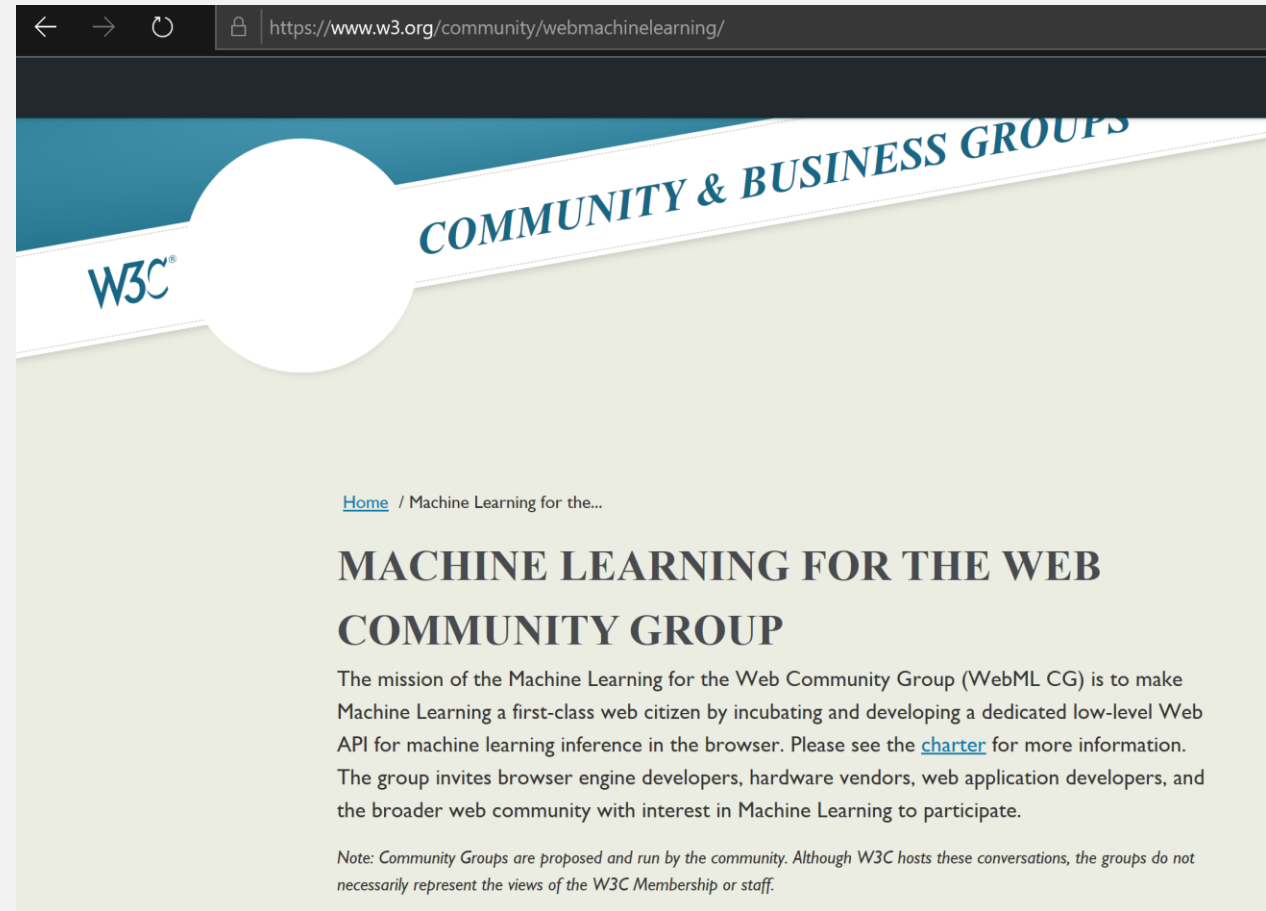 https://www.w3.org/community/webmachinelearning/
COMMUNITY & BUSINESS GROUPS
W3C®
Home / Machine Learning for the...
MACHINE LEARNING FOR THE WEB
COMMUNITY GROUP
The mission of the Machine Learning for the Web Community Group (WebML CG) is to make
Machine Learning a first-class web citizen by incubating and developing a dedicated low-level Web
API for machine learning inference in the browser. Please see the charter for more information.
The group invites browser engine developers, hardware vendors, web application developers, and
the broader web community with interest in Machine Learning to participate.
Note: Community Groups are proposed and run by the community. Although W3C hosts these conversations, the groups do not
necessarily represent the views of the W3C Membership or staff.